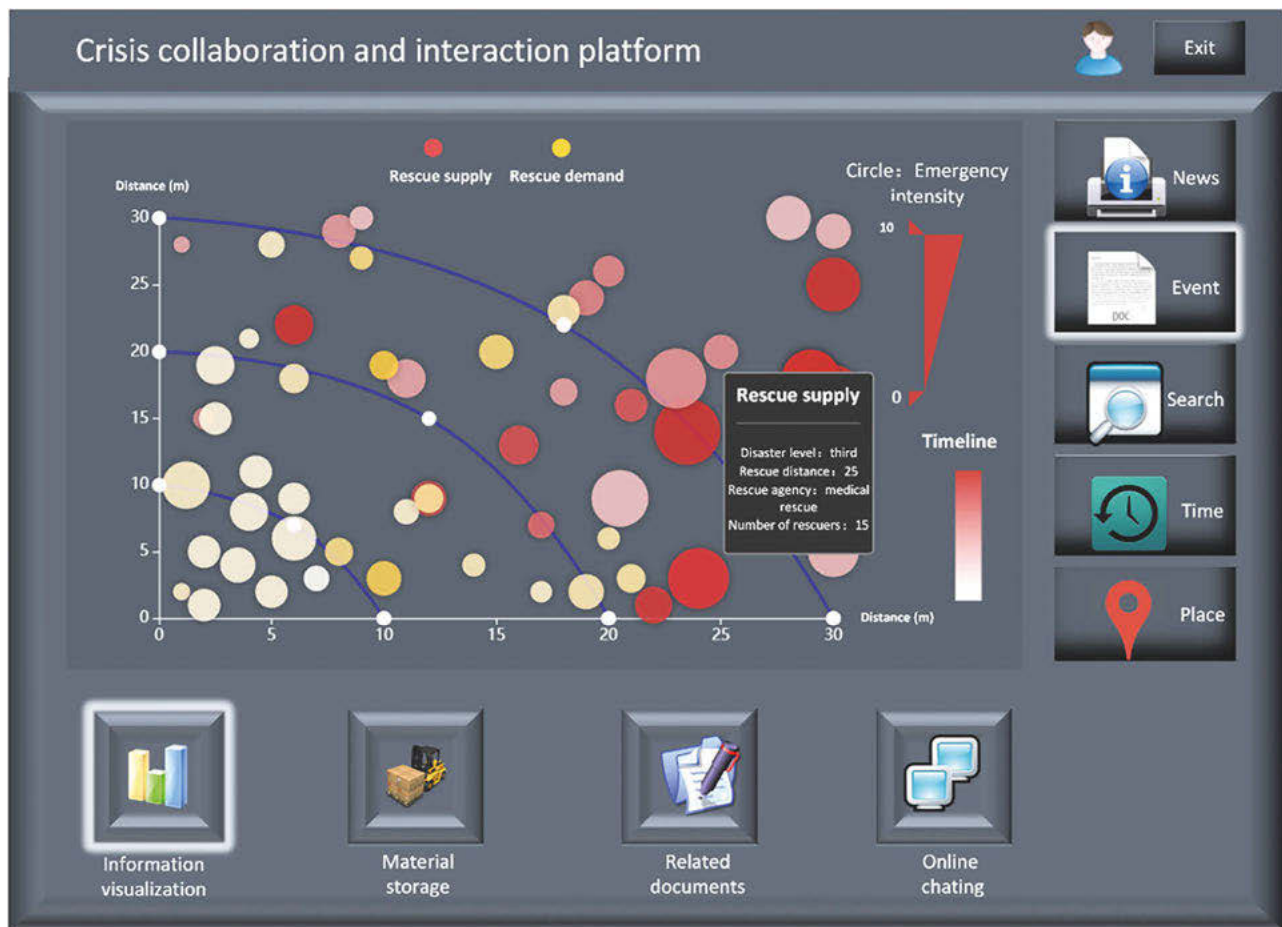 Crisis collaboration and interaction platform
Exit
Rescue supply
Rescue demand
Distance (m)
Circle：Emergency
intensity
10
0
30
25
20
15
10
5
0
0
5
10
15
20
25
30
Distance (m)
Rescue supply
Disaster level：third
Rescue distance：25
Rescue agency：medical
rescue
Number of rescuers：15
Timeline
News
Event
DOC
Search
Time
Place
Information
visualization
Material
storage
Related
documents
Online
chating